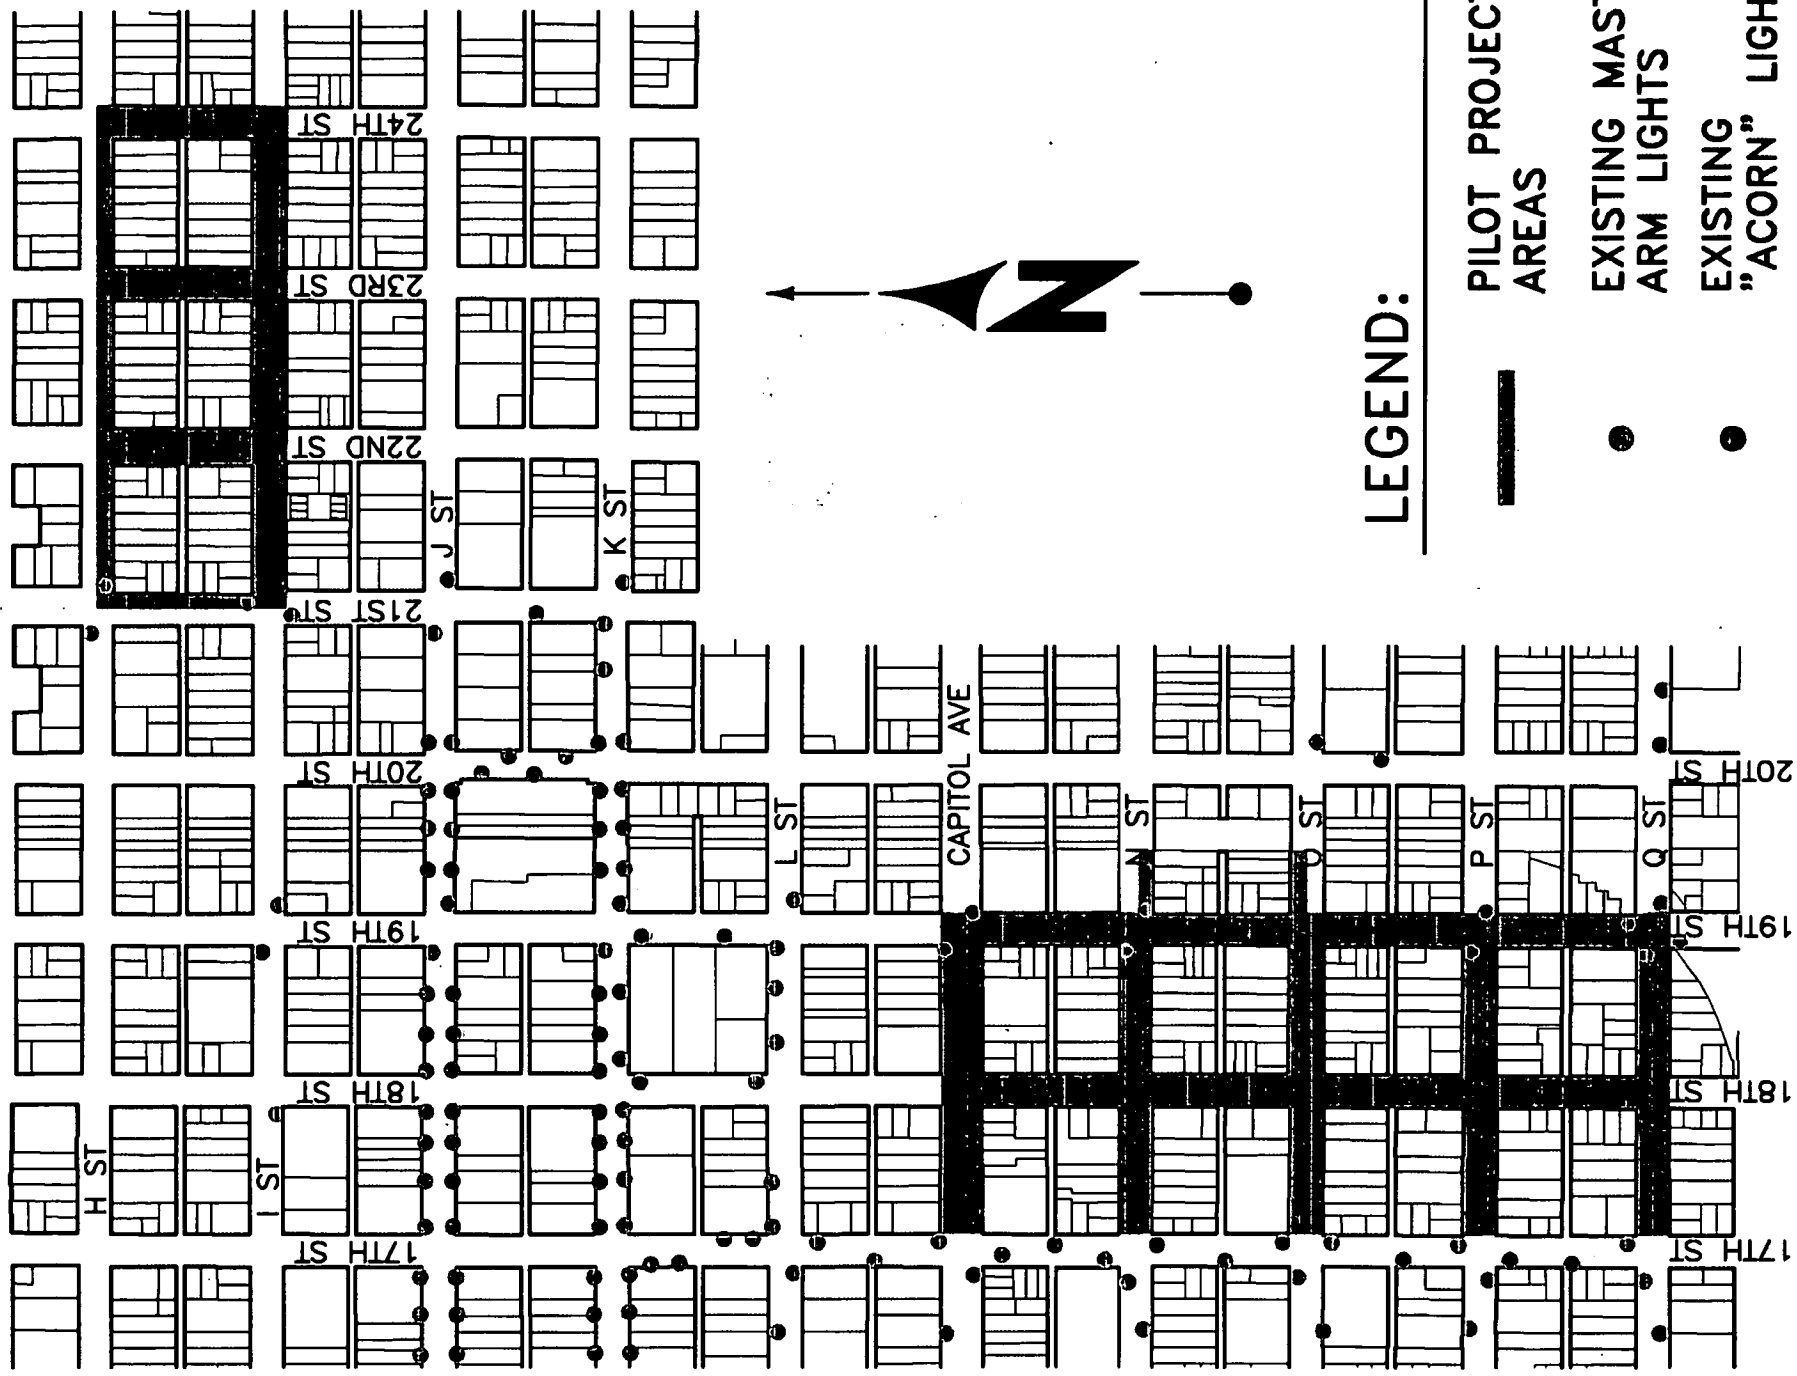 24TH ST
23RD ST
22ND ST
J ST
K ST
21ST ST
20TH ST
19TH ST
18TH ST
17TH ST
H ST
I ST
L ST
CAPITOL AVE
N ST
O ST
P ST
Q ST
20TH ST
19TH ST
18TH ST
17TH ST
N
LEGEND:
PILOT PROJECT
AREAS
EXISTING MAST
ARM LIGHTS
EXISTING
"ACORN" LIGH